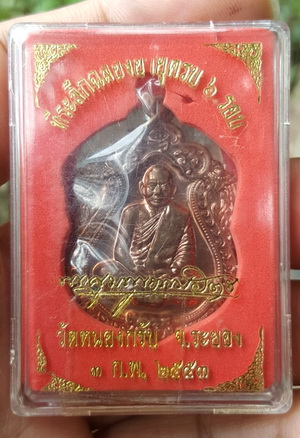 ที่ระลึกฉลองอายุครบ ๖ รอบ
วัดหนองกรับ จ.ระยอง
๓ ก.พ. ๒๕๕๓